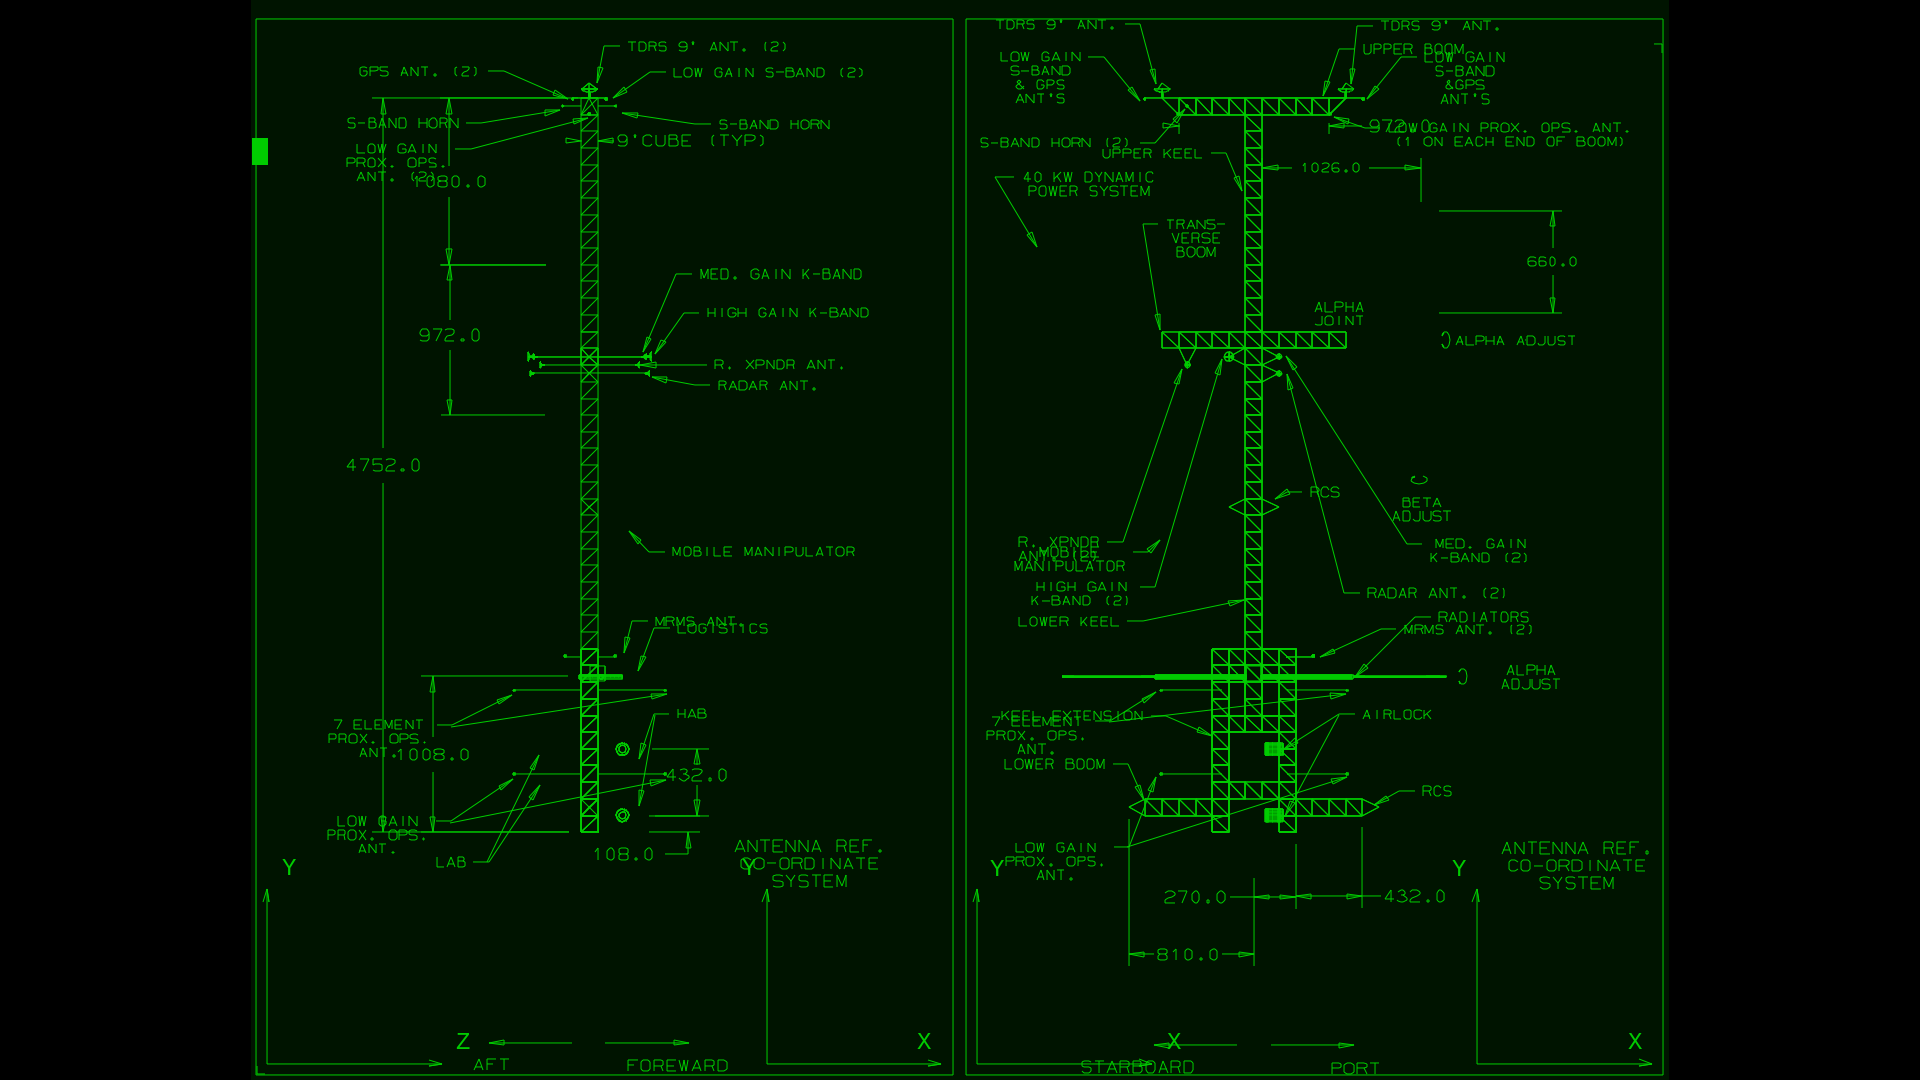 TDRS 9' ANT. (2)
GPS ANT. (2)
LOW GAIN S-BAND (2)
S-BAND HORN
S-BAND HORN
9'CUBE (TYP)
LOW GAIN
PROX. OPS.
ANT. (2)
1080.0
MED. GAIN K-BAND
HIGH GAIN K-BAND
972.0
R. XPNDR ANT.
RADAR ANT.
4752.0
MOBILE MANIPULATOR
MRMS ANT.
LOGISTICS
HAB
7 ELEMENT
PROX. OPS.
ANT.
1008.0
432.0
LOW GAIN
PROX. OPS.
ANT.
LAB
108.0
ANTENNA REF.
CO-ORDINATE
SYSTEM
Y
Y
Z
X
AFT
FOREWARD
TDRS 9' ANT.
TDRS 9' ANT.
UPPER BOOM
LOW GAIN
S-BAND
& GPS
ANT'S
LOW GAIN
S-BAND
&GPS
ANT'S
972.0
LOW GAIN PROX. OPS. ANT.
(1 ON EACH END OF BOOM)
S-BAND HORN (2)
UPPER KEEL
1026.0
40 KW DYNAMIC
POWER SYSTEM
TRANS-
VERSE
BOOM
660.0
ALPHA
JOINT
ALPHA ADJUST
RCS
BETA
ADJUST
R. XPNDR
ANT. (2)
MOBILE
MANIPULATOR
MED. GAIN
K-BAND (2)
HIGH GAIN
K-BAND (2)
RADAR ANT. (2)
LOWER KEEL
RADIATORS
MRMS ANT. (2)
ALPHA
ADJUST
KEEL EXTENSION
7 ELEMENT
PROX. OPS.
ANT.
AIRLOCK
LOWER BOOM
RCS
LOW GAIN
PROX. OPS.
ANT.
ANTENNA REF.
CO-ORDINATE
SYSTEM
Y
Y
270.0
432.0
810.0
X
X
STARBOARD
PORT